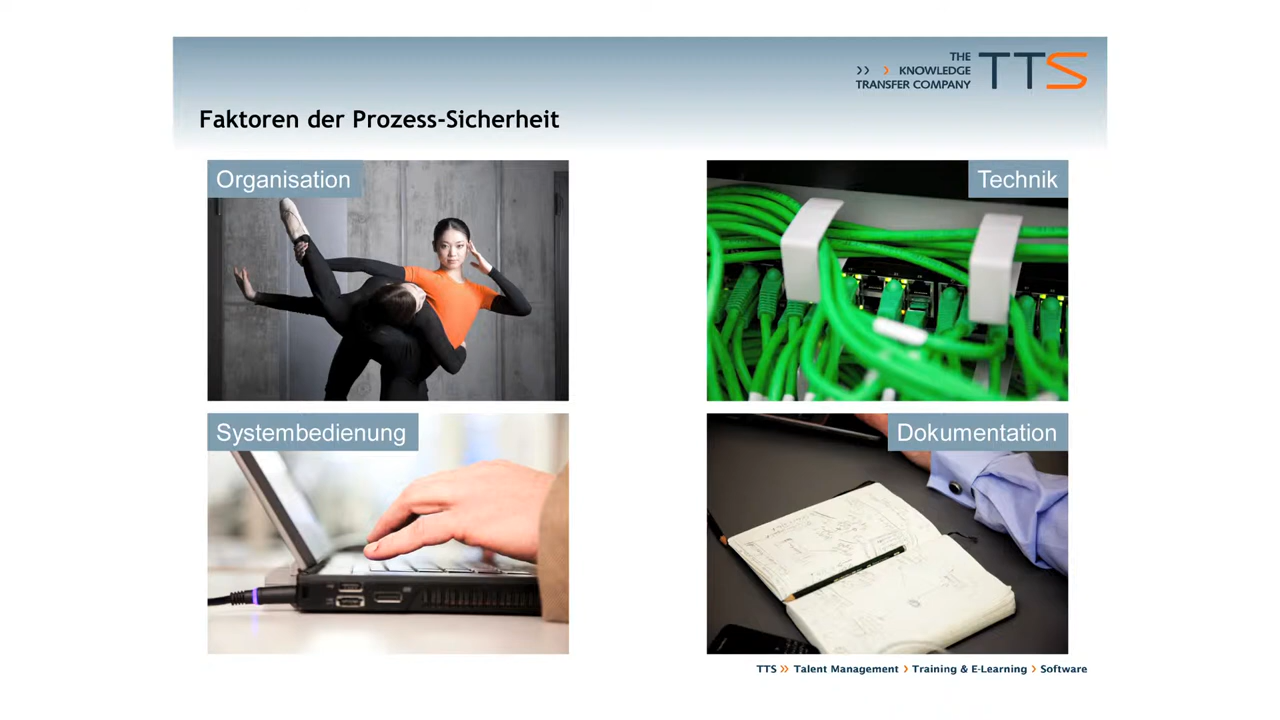 THE
>> > KNOWLEDGE
TRANSFER COMPANY
TTS
Faktoren der Prozess-Sicherheit
Organisation
Technik
Systembedienung
Dokumentation
TTS >> Talent Management > Training & E-Learning > Software